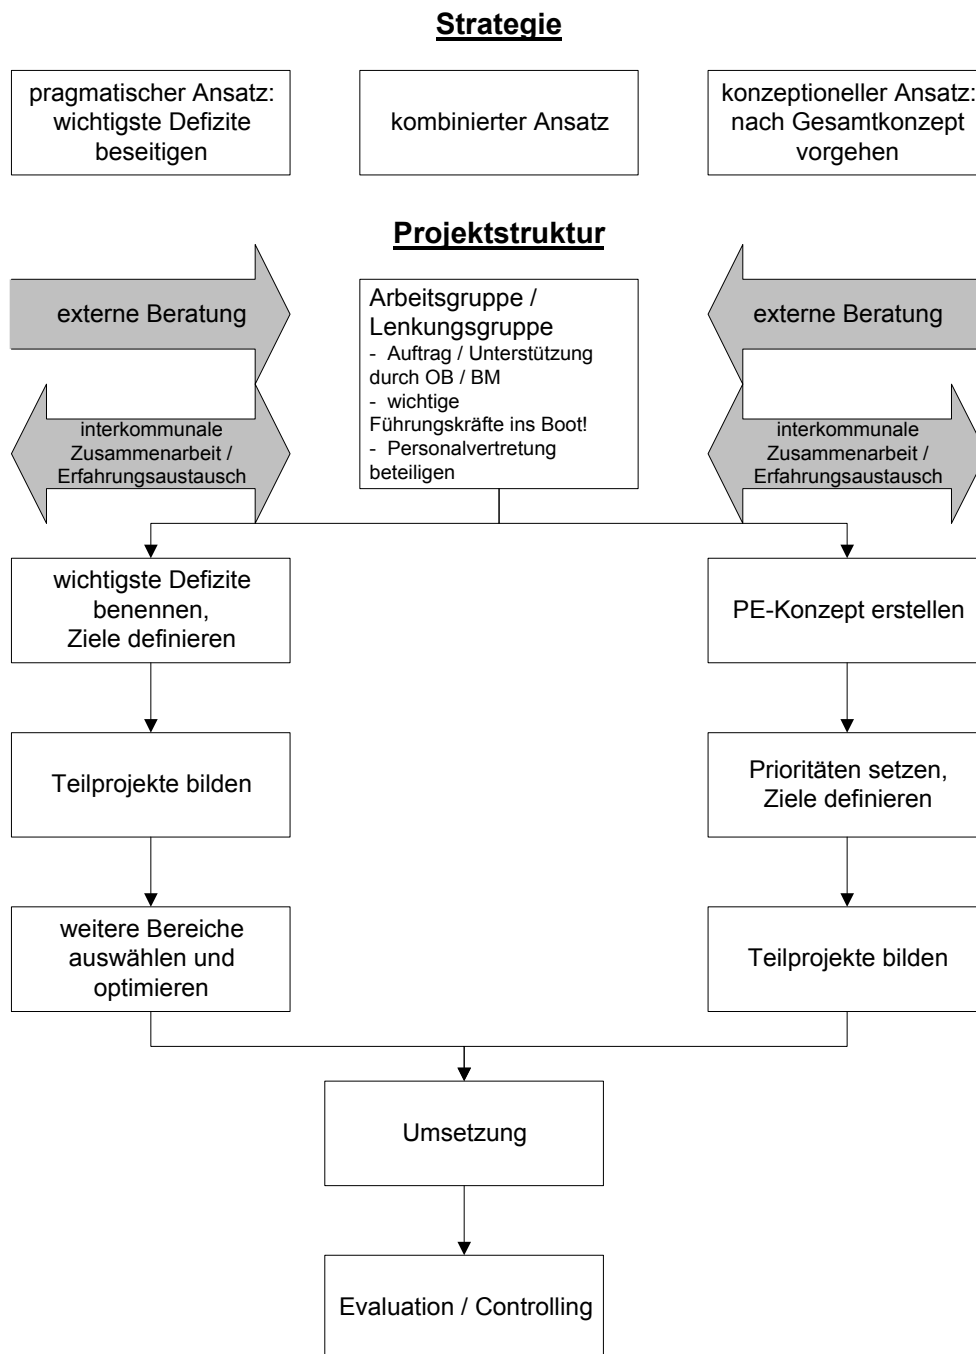 Strategie
pragmatischer Ansatz:
wichtigste Defizite
beseitigen
kombinierter Ansatz
konzeptioneller Ansatz:
nach Gesamtkonzept
vorgehen
Projektstruktur
externe Beratung
Arbeitsgruppe /
Lenkungsgruppe
- Auftrag / Unterstützung
durch OB / BM
- wichtige
Führungskräfte ins Boot!
- Personalvertretung
beteiligen
externe Beratung
interkommunale
Zusammenarbeit /
Erfahrungsaustausch
interkommunale
Zusammenarbeit /
Erfahrungsaustausch
wichtigste Defizite
benennen,
Ziele definieren
PE-Konzept erstellen
Teilprojekte bilden
Prioritäten setzen,
Ziele definieren
weitere Bereiche
auswählen und
optimieren
Teilprojekte bilden
Umsetzung
Evaluation / Controlling